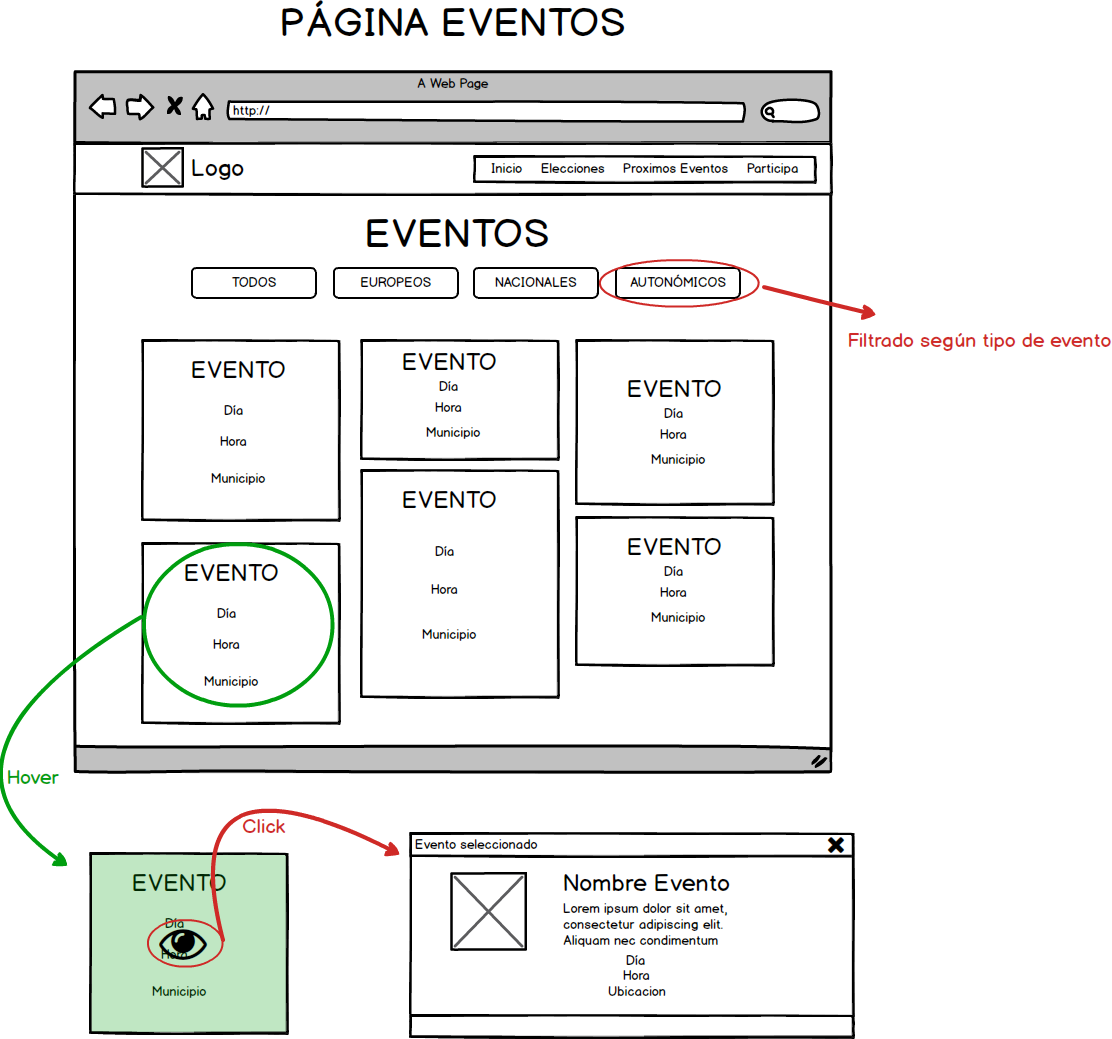 PÁGINA EVENTOS
A Web Page
http://
Logo
Inicio Elecciones Proximos Eventos Participa
EVENTOS
TODOS EUROPEOS NACIONALES AUTONÓMICOS
Filtrado según tipo de evento
EVENTO
Día
Hora
Municipio
EVENTO
Día
Hora
Municipio
EVENTO
Día
Hora
Municipio
EVENTO
Día
Hora
Municipio
EVENTO
Día
Hora
Municipio
EVENTO
Día
Hora
Municipio
Hover
Click
EVENTO
Día
Hora
Municipio
Evento seleccionado
Nombre Evento
Lorem ipsum dolor sit amet,
consectetur adipiscing elit.
Aliquam nec condimentum
Día
Hora
Ubicacion